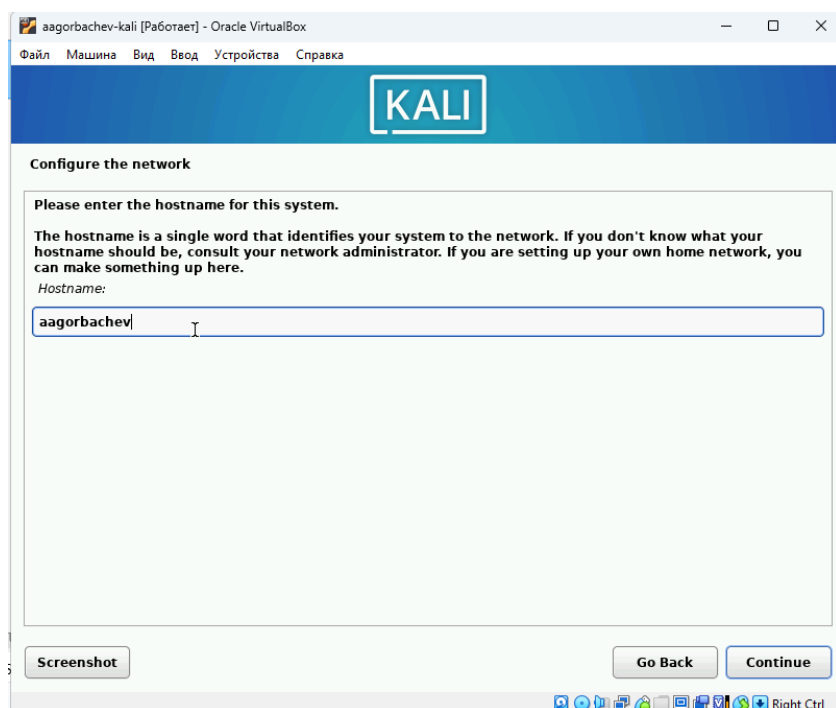 aagorbachev-kali [Работает] - Oracle VirtualBox
Файл Машина Вид Ввод Устройства Справка
KALI
Configure the network
Please enter the hostname for this system.
The hostname is a single word that identifies your system to the network. If you don't know what your
hostname should be, consult your network administrator. If you are setting up your own home network, you
can make something up here.
Hostname:
aagorbachev
Screenshot
Go Back
Continue
Right Ctrl